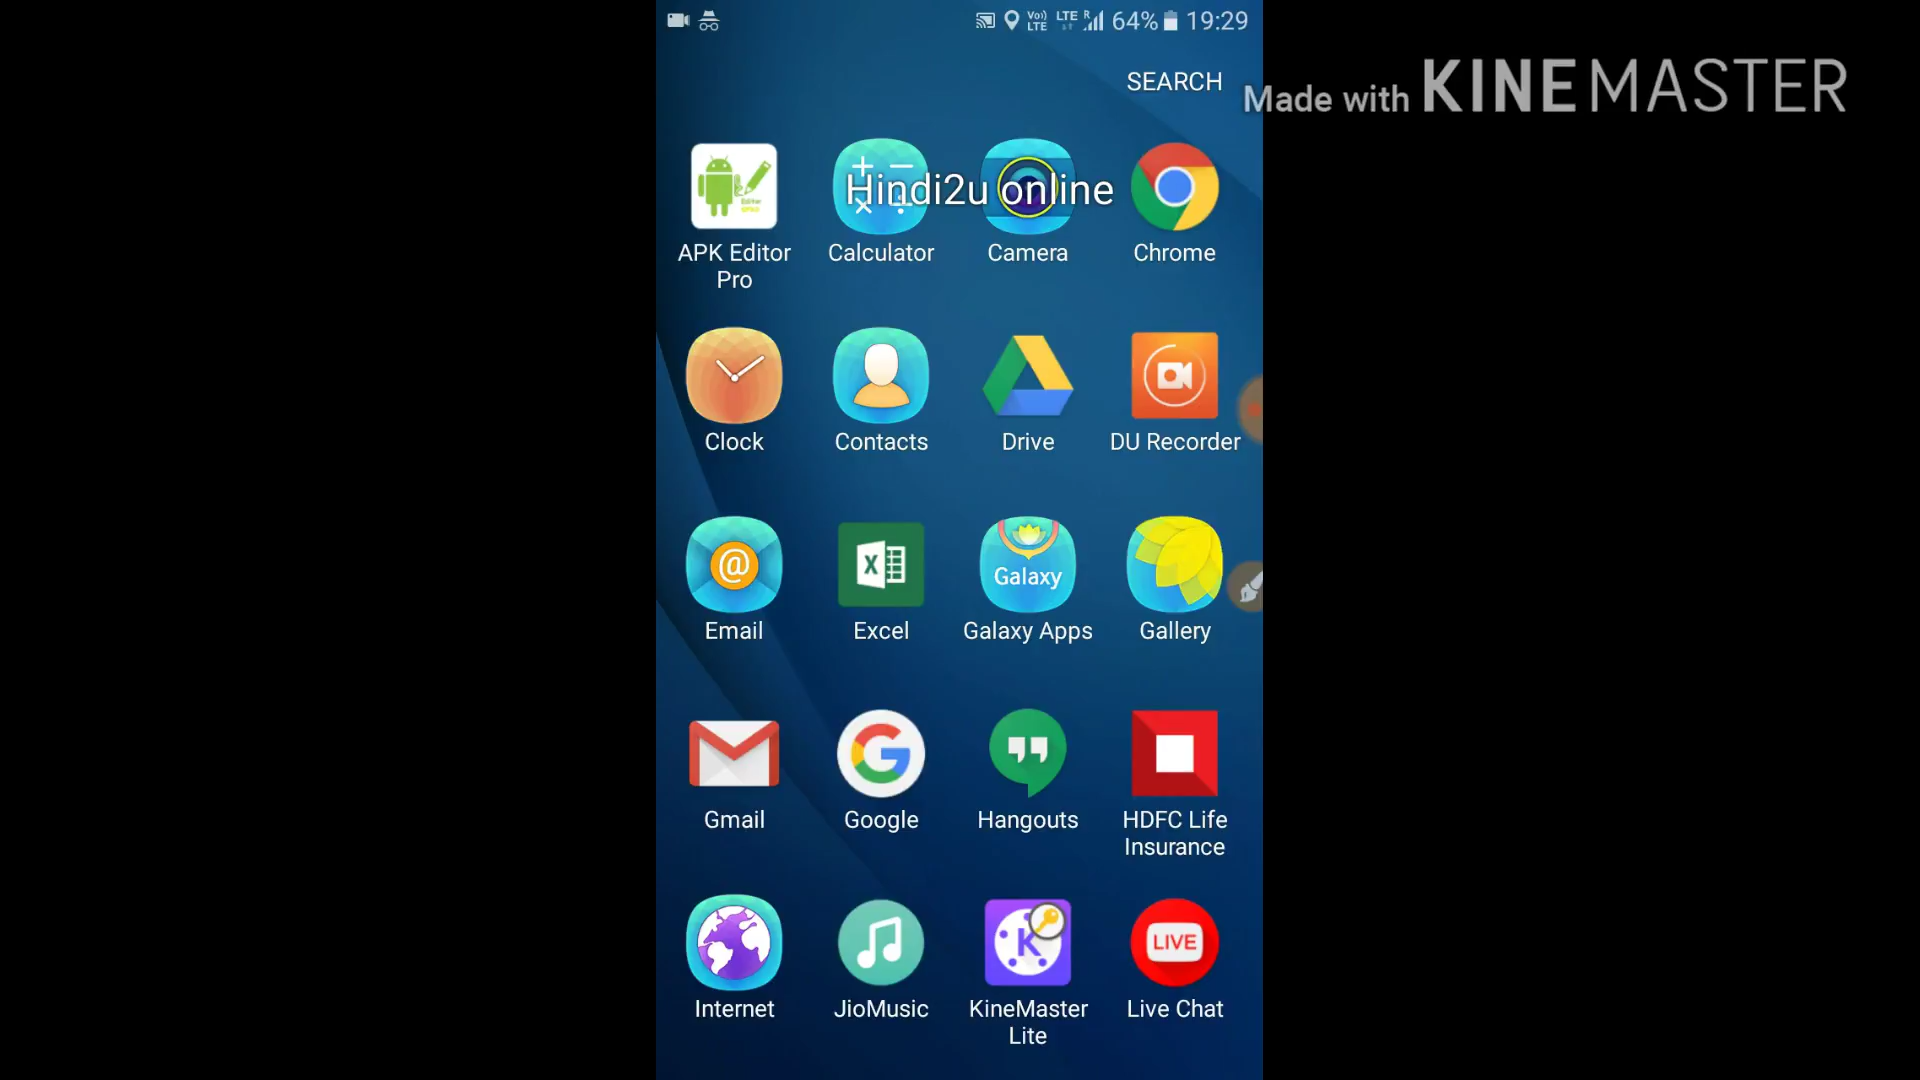 64% 19:29
SEARCH
Made with KINEMASTER
Hindi2u online
APK Editor Pro
Calculator
Camera
Chrome
Clock
Contacts
Drive
DU Recorder
Galaxy
Email
Excel
Galaxy Apps
Gallery
Gmail
Google
Hangouts
HDFC Life Insurance
LIVE
Internet
JioMusic
KineMaster Lite
Live Chat